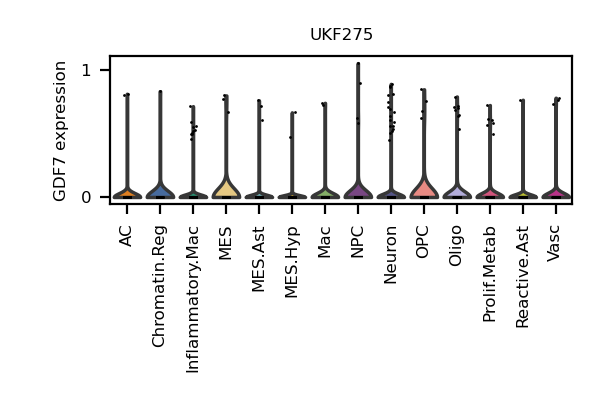 UKF275
GDF7 expression
1
0
AC
Chromatin.Reg
Inflammatory.Mac
MES
MES.Ast
MES.Hyp
Mac
NPC
Neuron
OPC
Oligo
Prolif.Metab
Reactive.Ast
Vasc